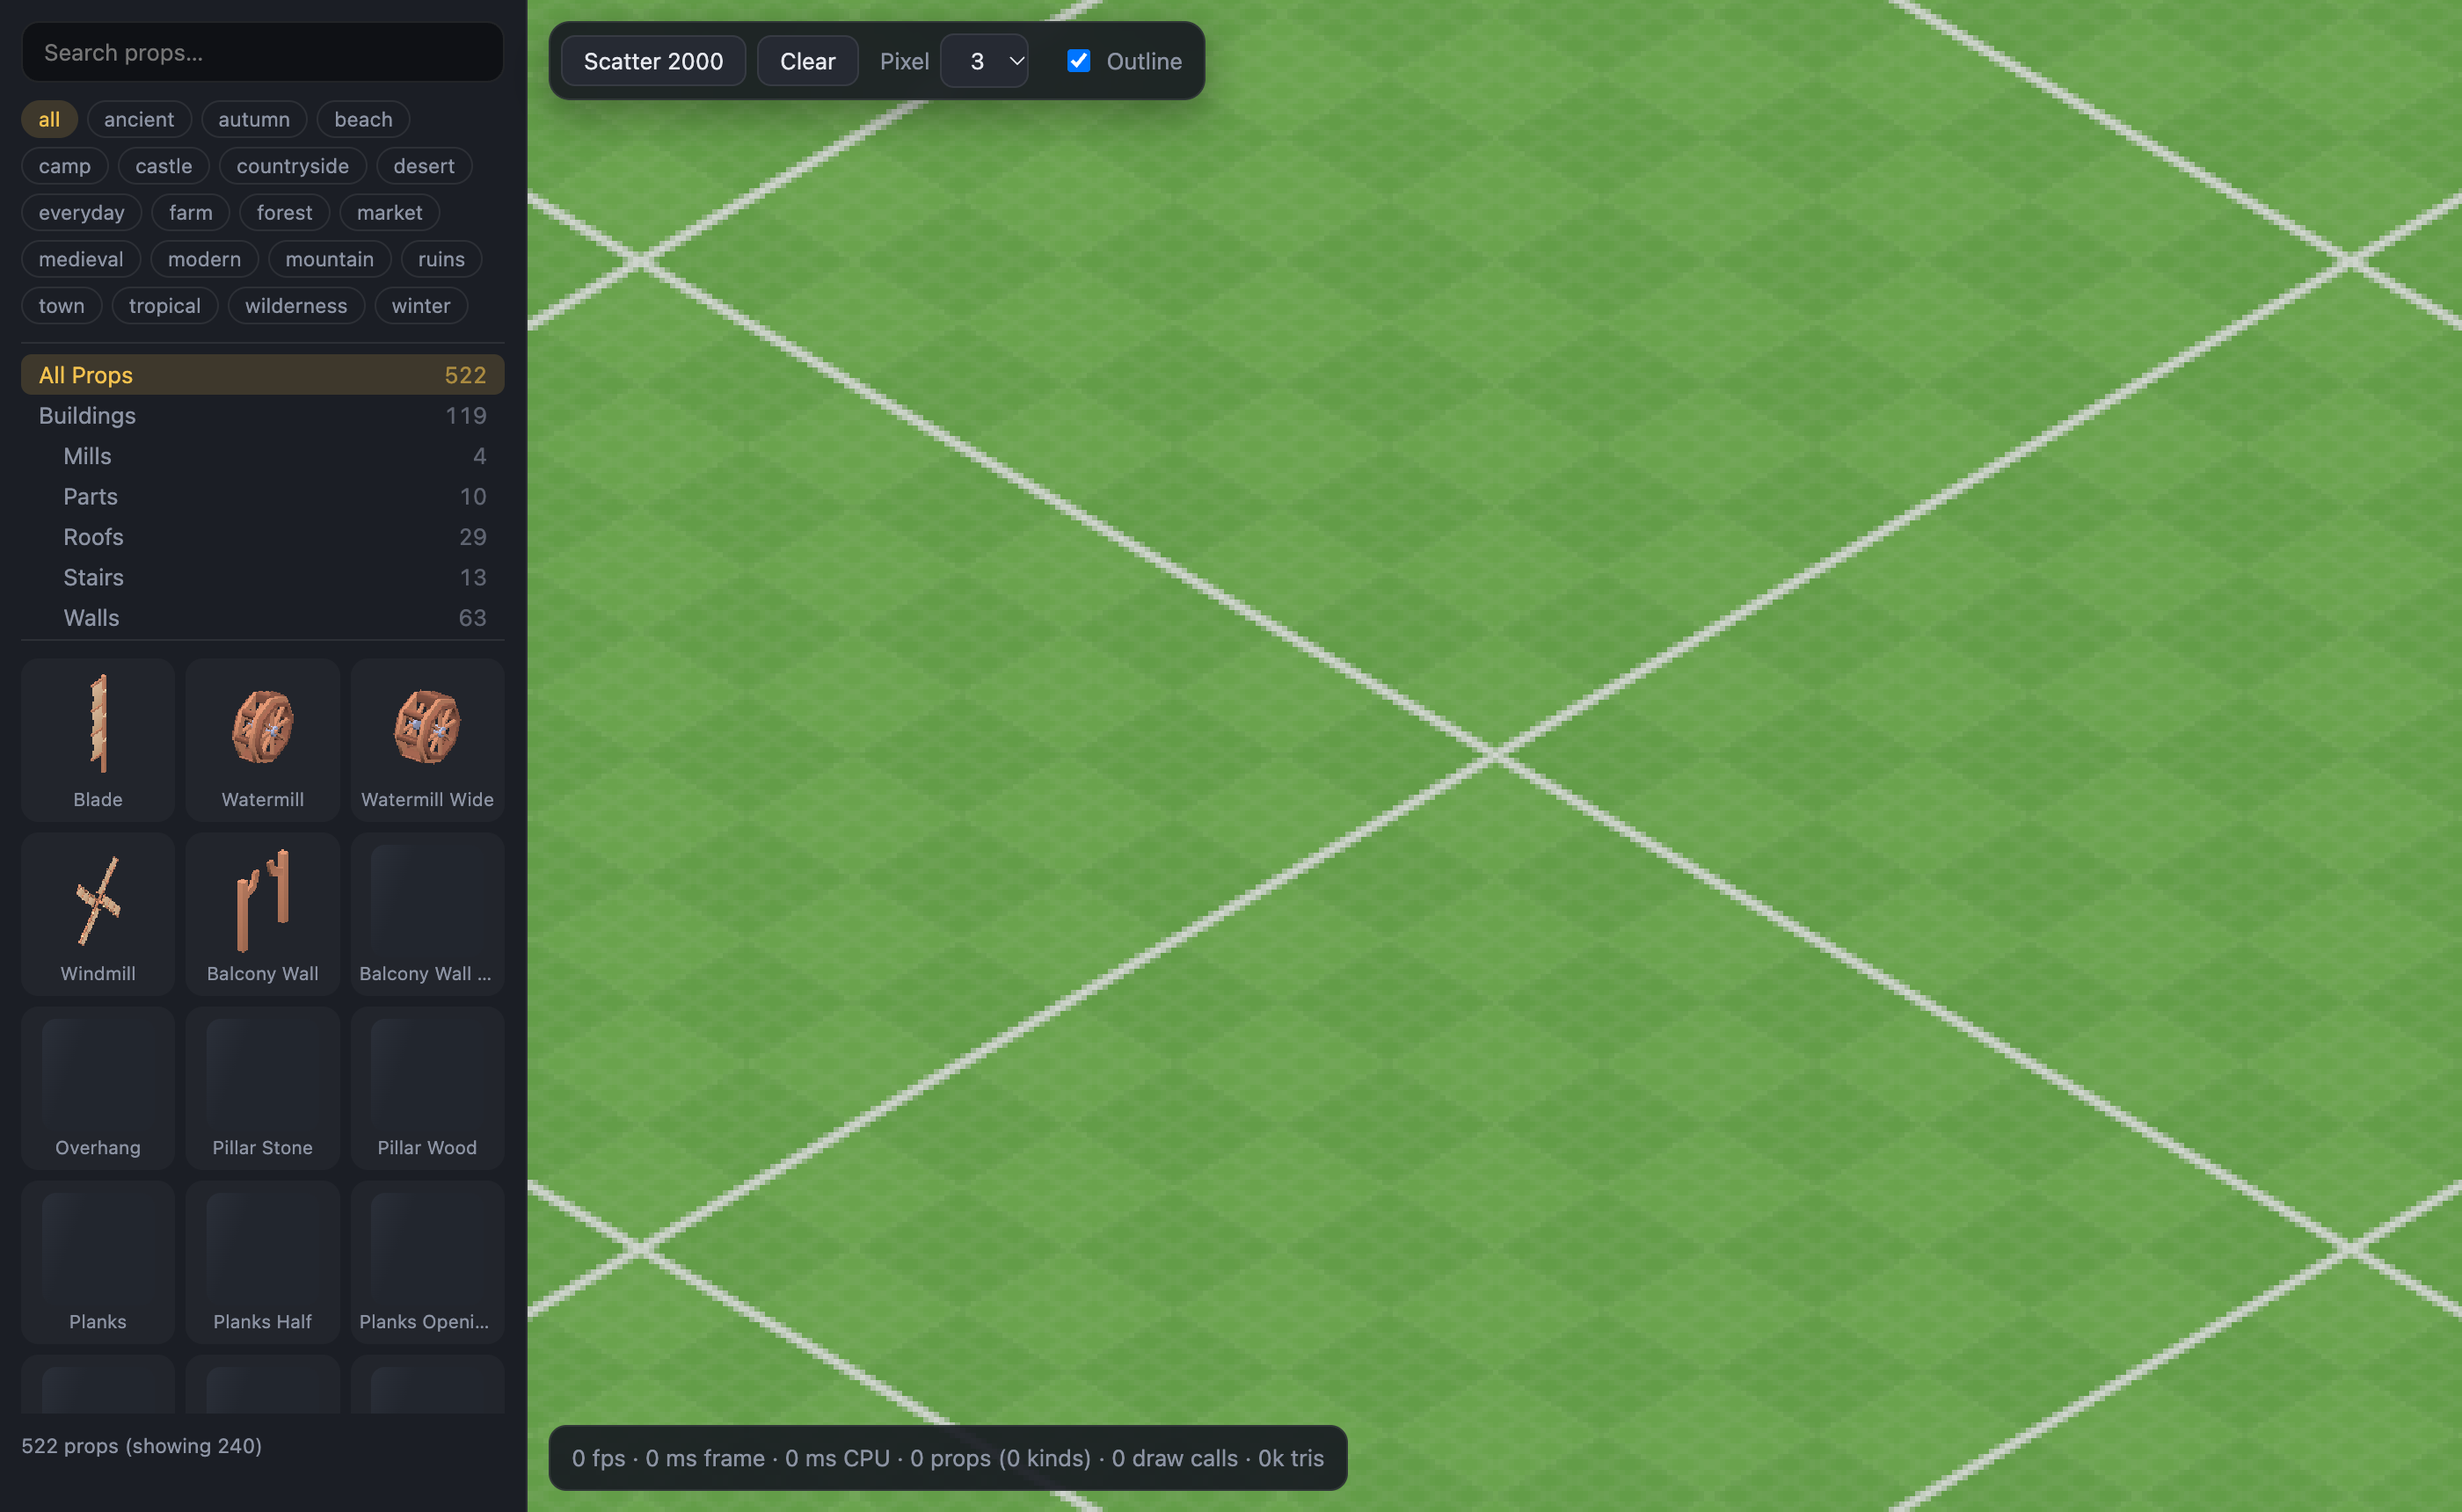 Search props...
Scatter 2000 Clear Pixel 3 Outline
all ancient autumn beach
camp castle countryside desert
everyday farm forest market
medieval modern mountain ruins
town tropical wilderness winter
All Props 522
Buildings 119
Mills 4
Parts 10
Roofs 29
Stairs 13
Walls 63
Blade Watermill Watermill Wide
Windmill Balcony Wall Balcony Wall ...
Overhang Pillar Stone Pillar Wood
Planks Planks Half Planks Openi...
522 props (showing 240)
0 fps · 0 ms frame · 0 ms CPU · 0 props (0 kinds) · 0 draw calls · 0k tris